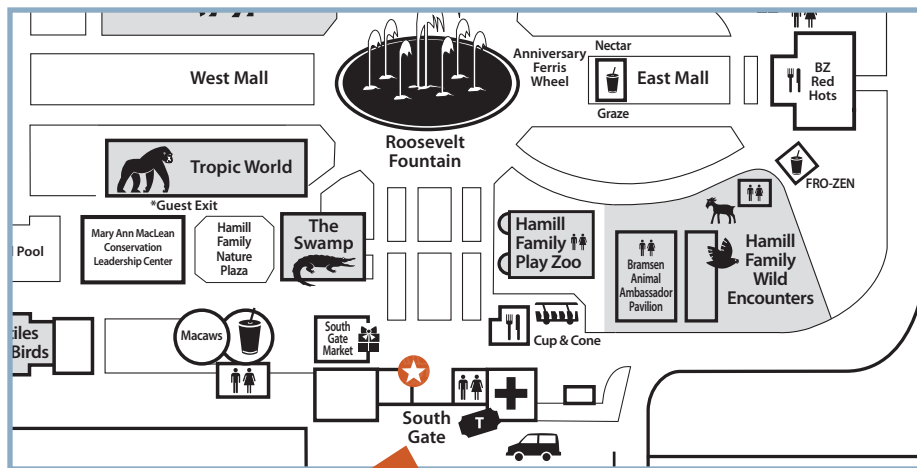 West Mall
Anniversary
Ferris
Wheel
Nectar
East Mall
Graze
BZ
Red
Hots
Roosevelt
Fountain
Tropic World
*Guest Exit
FRO-ZEN
Pool
Mary Ann MacLean
Conservation
Leadership Center
Hamill
Family
Nature
Plaza
The
Swamp
Hamill
Family
Play Zoo
Bramsen
Animal
Ambassador
Pavilion
Hamill
Family
Wild
Encounters
Birds
Macaws
South
Gate
Market
Cup & Cone
South
Gate
T